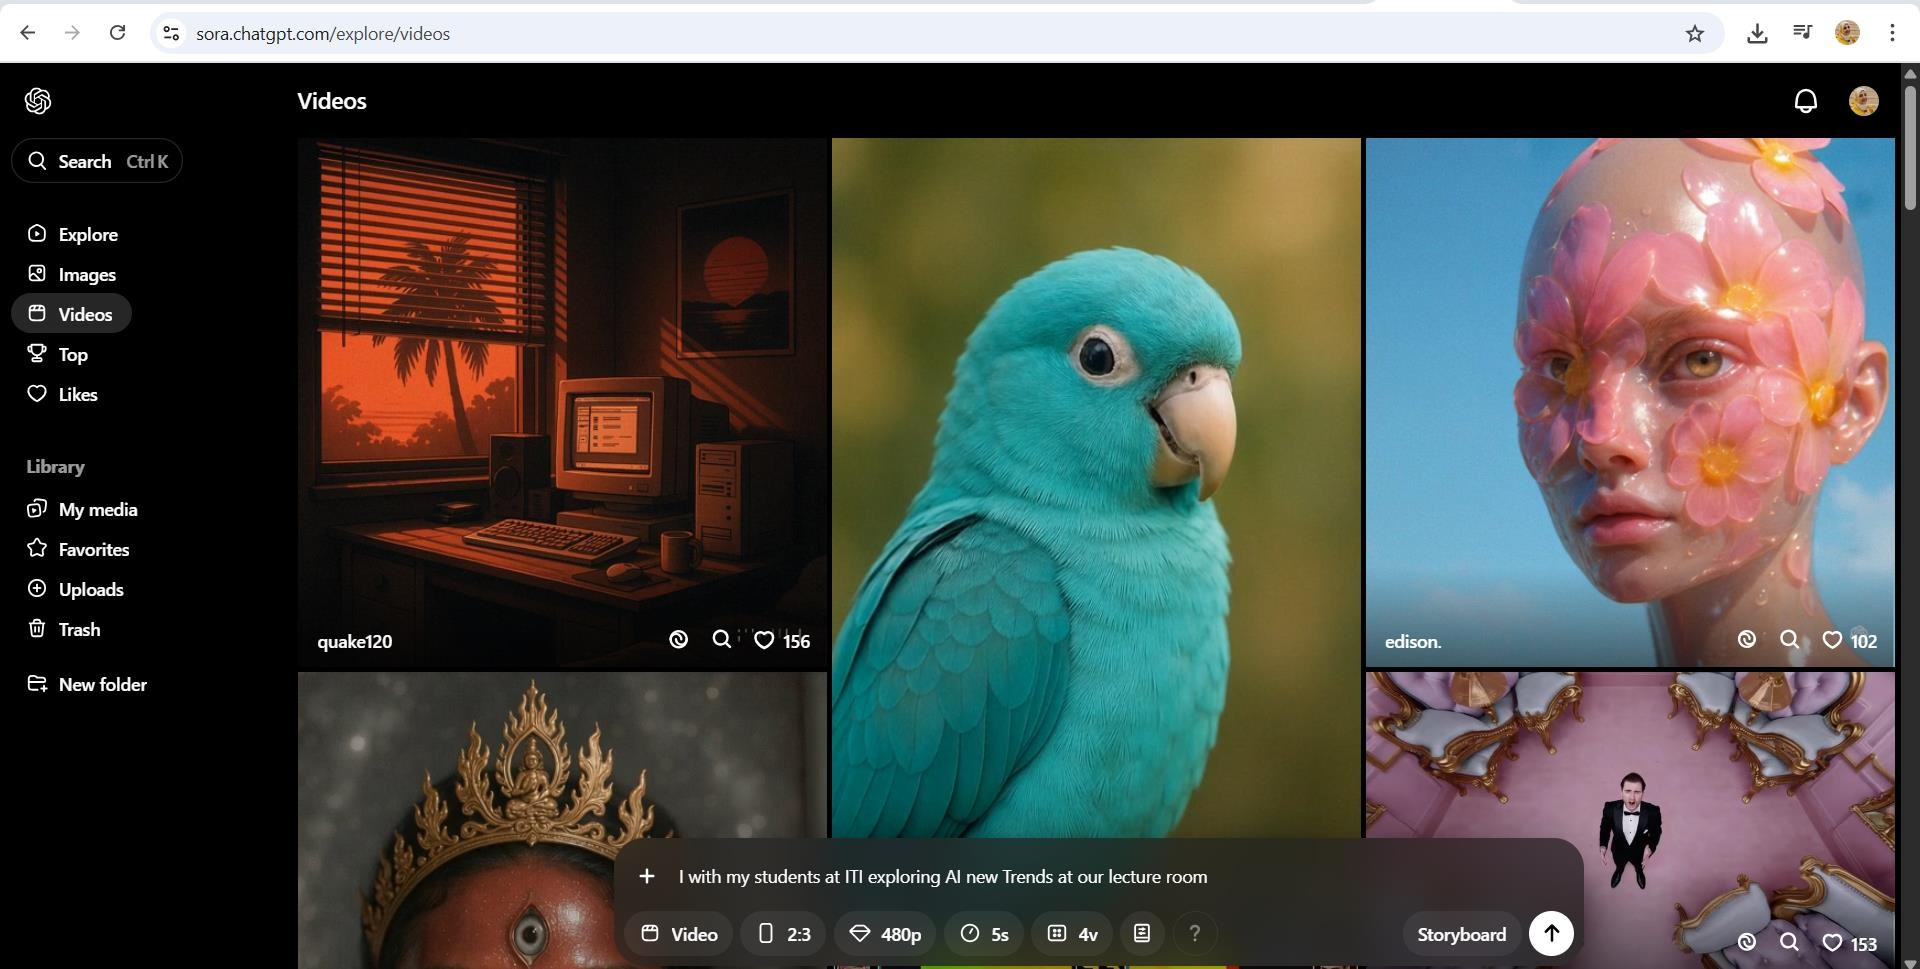 sora.chatgpt.com/explore/videos
Videos
Search Ctrl K
Explore
Images
Videos
Top
Likes
Library
My media
Favorites
Uploads
Trash
New folder
quake120 156
edison. 102
I with my students at ITI exploring AI new Trends at our lecture room
Video 2:3 480p 5s 4v ? Storyboard
153